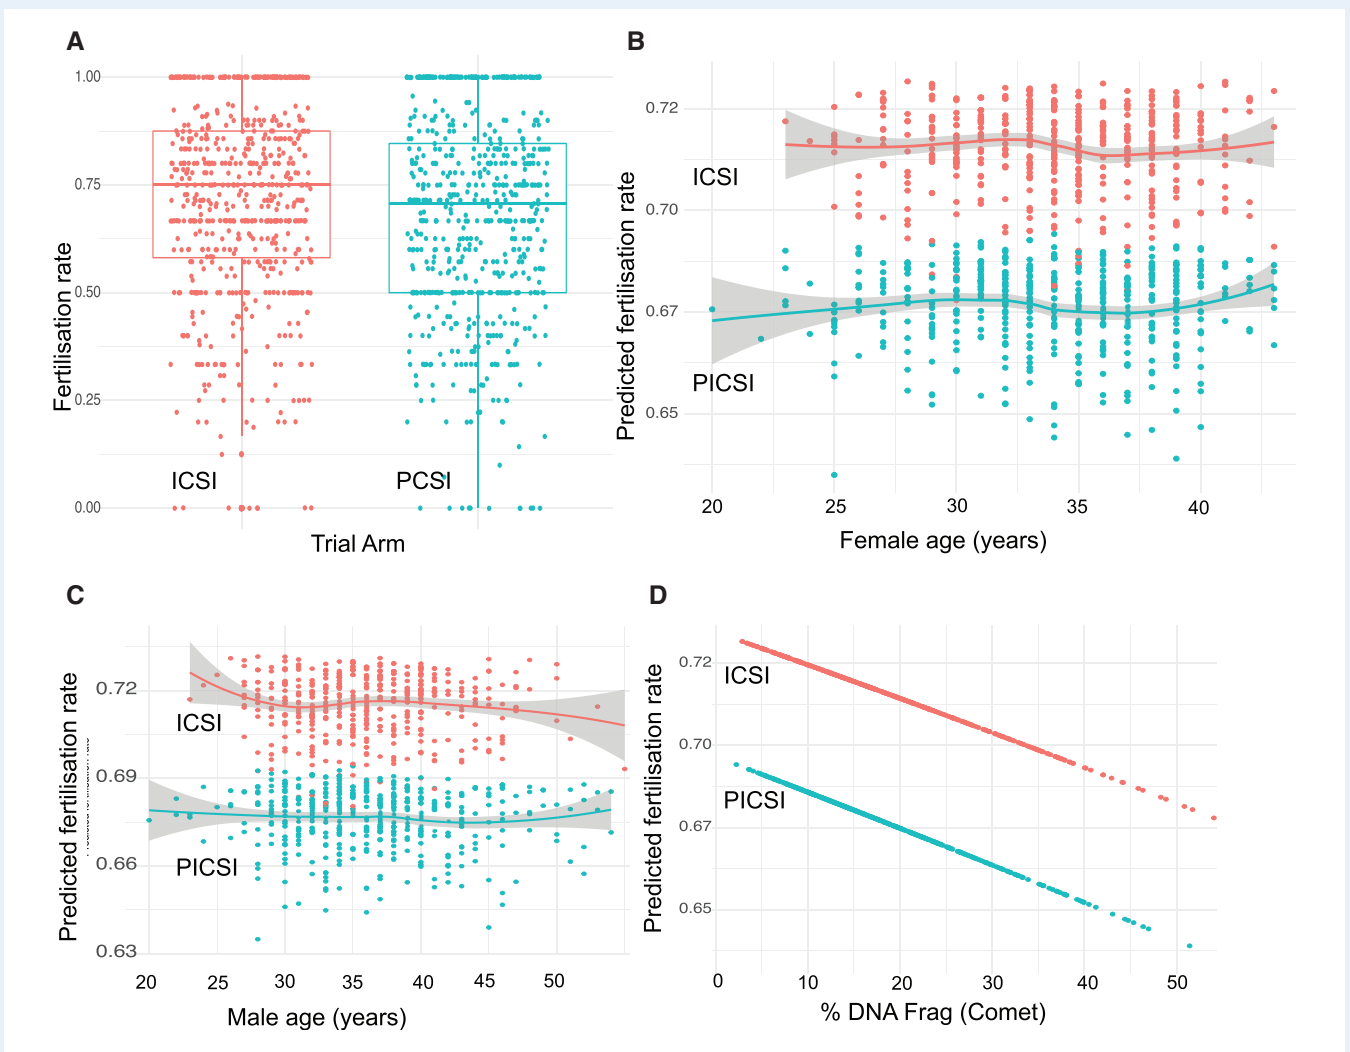 A
B
1.00
0.75
0.50
0.25
0.00
Fertilisation rate
ICSI
PCSI
Trial Arm
0.72
0.70
0.67
0.65
Predicted fertilisation rate
ICSI
PICSI
20
25
30
35
40
Female age (years)
C
D
0.72
0.69
0.66
0.63
Predicted fertilisation rate
ICSI
PICSI
20
25
30
35
40
45
50
Male age (years)
0.72
0.70
0.67
0.65
Predicted fertilisation rate
ICSI
PICSI
0
10
20
30
40
50
% DNA Frag (Comet)